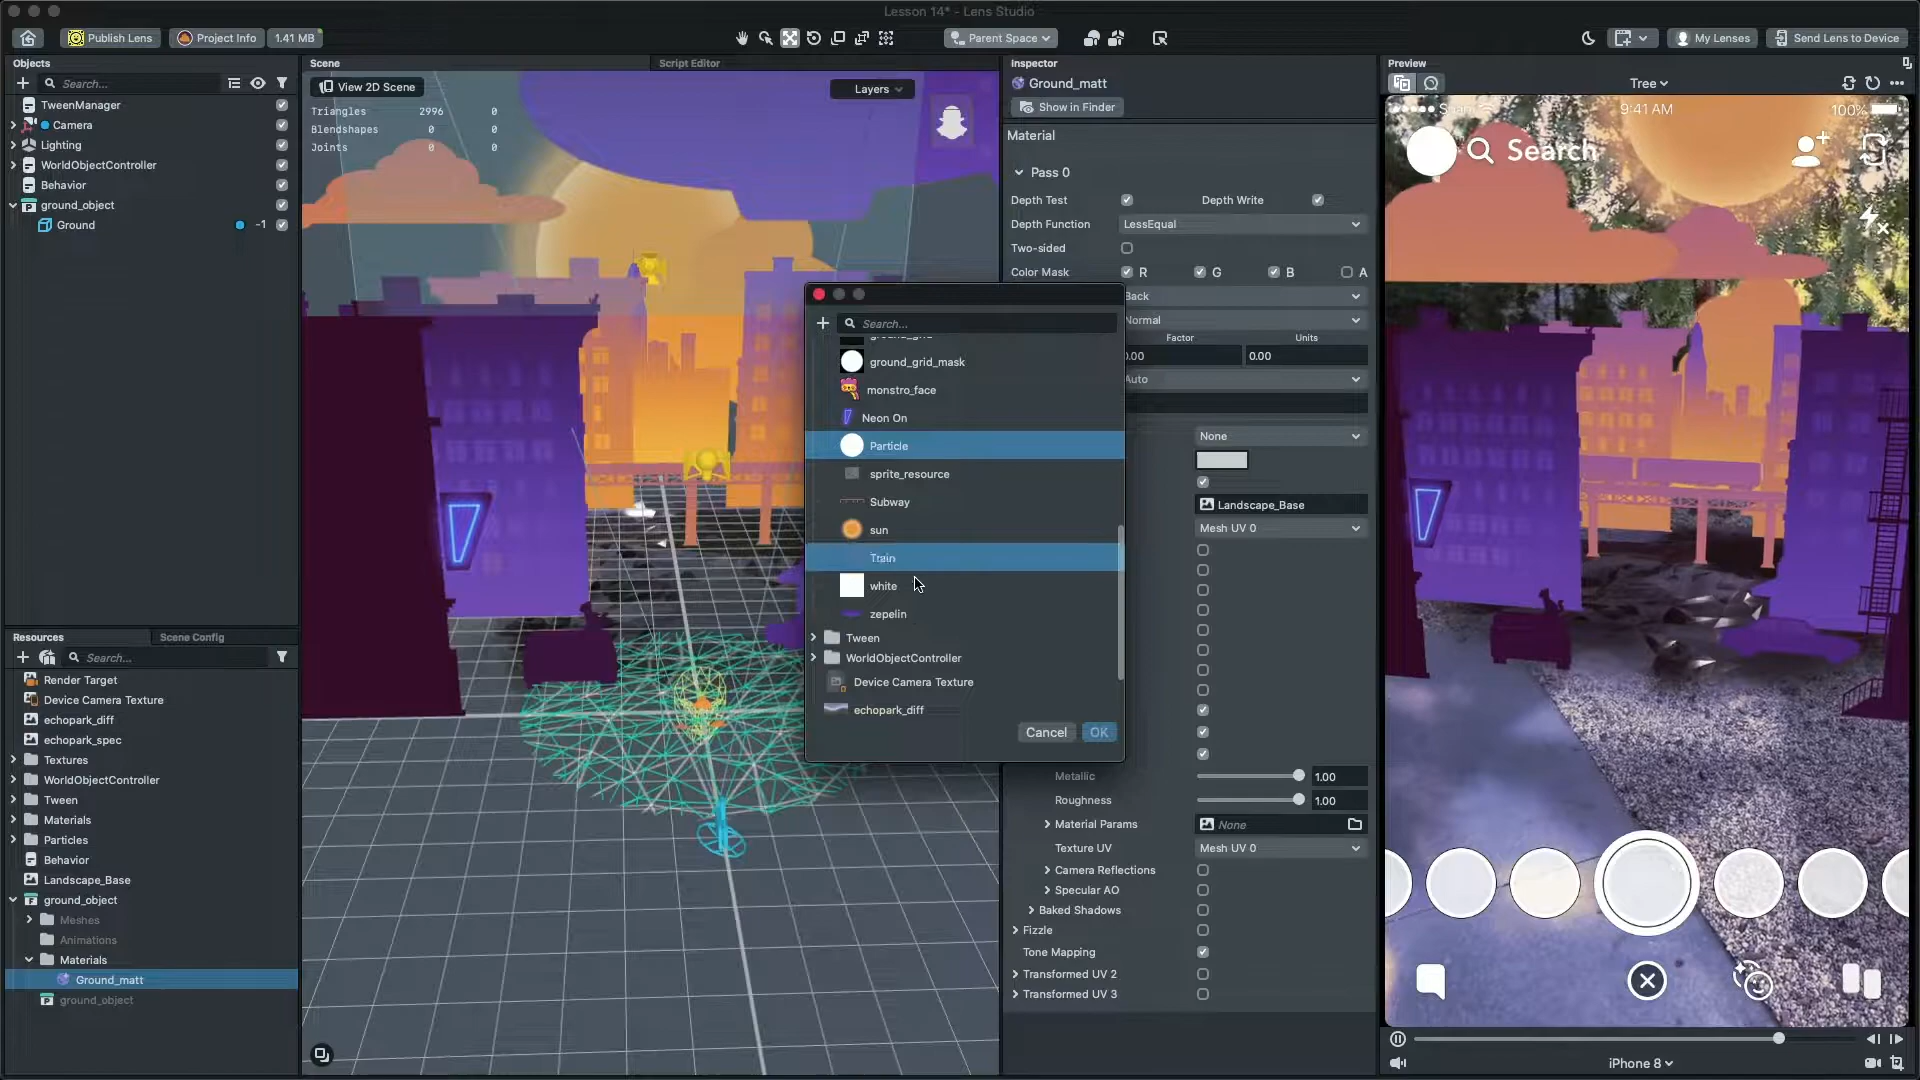 Lesson 14* - Lens Studio
Publish Lens
Project Info
1.41 MB
Parent Space
My Lenses
Send Lens to Device
Objects
Search...
TweenManager
Camera
Lighting
WorldObjectController
Behavior
ground_object
Ground
-1
Scene
Script Editor
View 2D Scene
Layers
Triangles 2996 0
Blendshapes 0 0
Joints 0 0
Inspector
Ground_matt
Show in Finder
Material
Pass 0
Depth Test
Depth Write
Depth Function
LessEqual
Two-sided
Color Mask
R
G
B
A
Back
Normal
Factor
Units
0.00
0.00
Auto
None
Landscape_Base
Mesh UV 0
Metallic
1.00
Roughness
1.00
Material Params
None
Texture UV
Mesh UV 0
Camera Reflections
Specular AO
Baked Shadows
Fizzle
Tone Mapping
Transformed UV 2
Transformed UV 3
Search...
ground_grid_mask
monstro_face
Neon On
Particle
sprite_resource
Subway
sun
Train
white
zepelin
Tween
WorldObjectController
Device Camera Texture
echopark_diff
Cancel
OK
Resources
Scene Config
Search...
Render Target
Device Camera Texture
echopark_diff
echopark_spec
Textures
WorldObjectController
Tween
Materials
Particles
Behavior
Landscape_Base
ground_object
Meshes
Animations
Materials
Ground_matt
ground_object
Preview
Tree
9:41 AM
100%
Search
iPhone 8